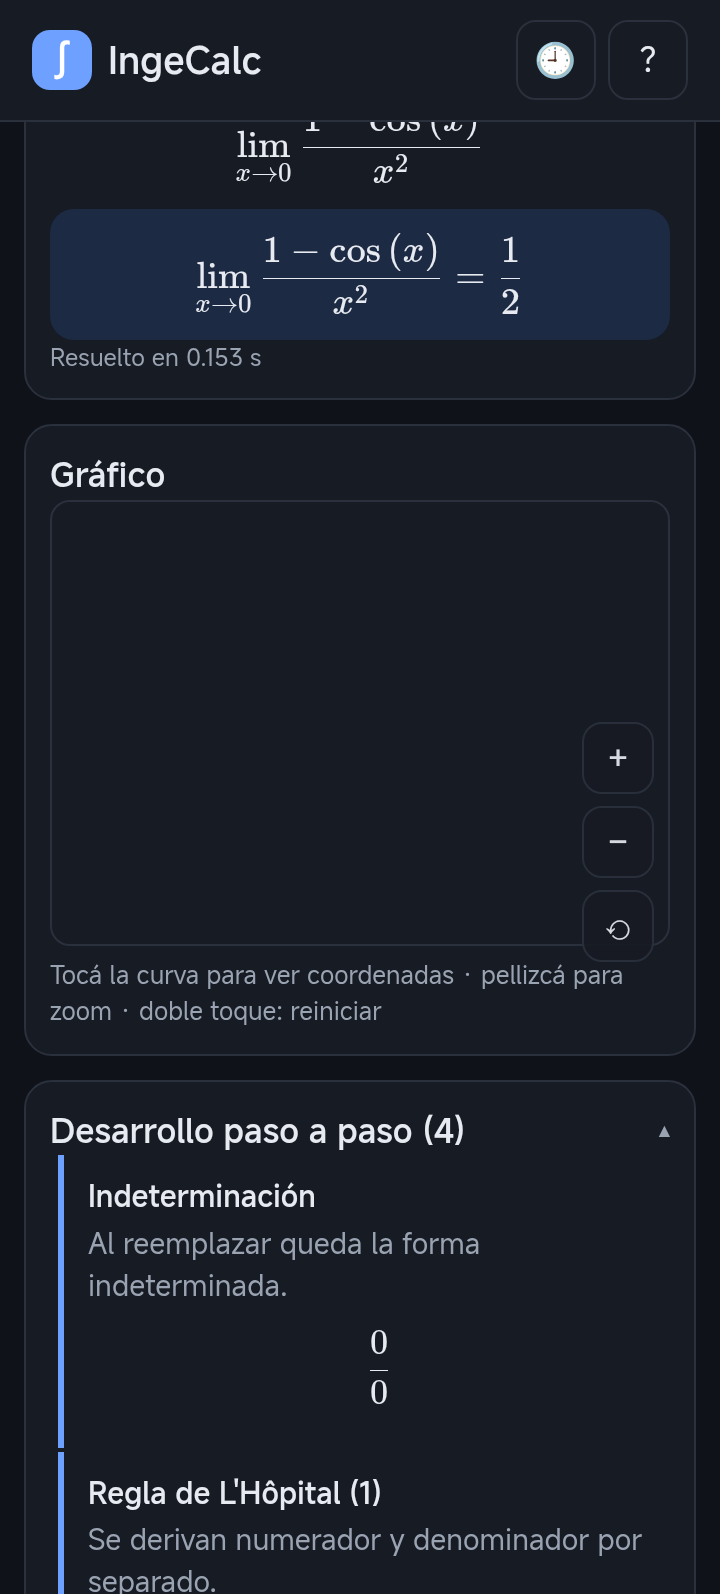 ∫ IngeCalc ?
lim x→0 1 − cos (x) / x²
lim x→0 1 − cos (x) / x² = 1/2
Resuelto en 0.153 s
Gráfico
+
−
Tocá la curva para ver coordenadas · pellizcá para
zoom · doble toque: reiniciar
Desarrollo paso a paso (4)
Indeterminación
Al reemplazar queda la forma
indeterminada.
0/0
Regla de L'Hôpital (1)
Se derivan numerador y denominador por
separado.